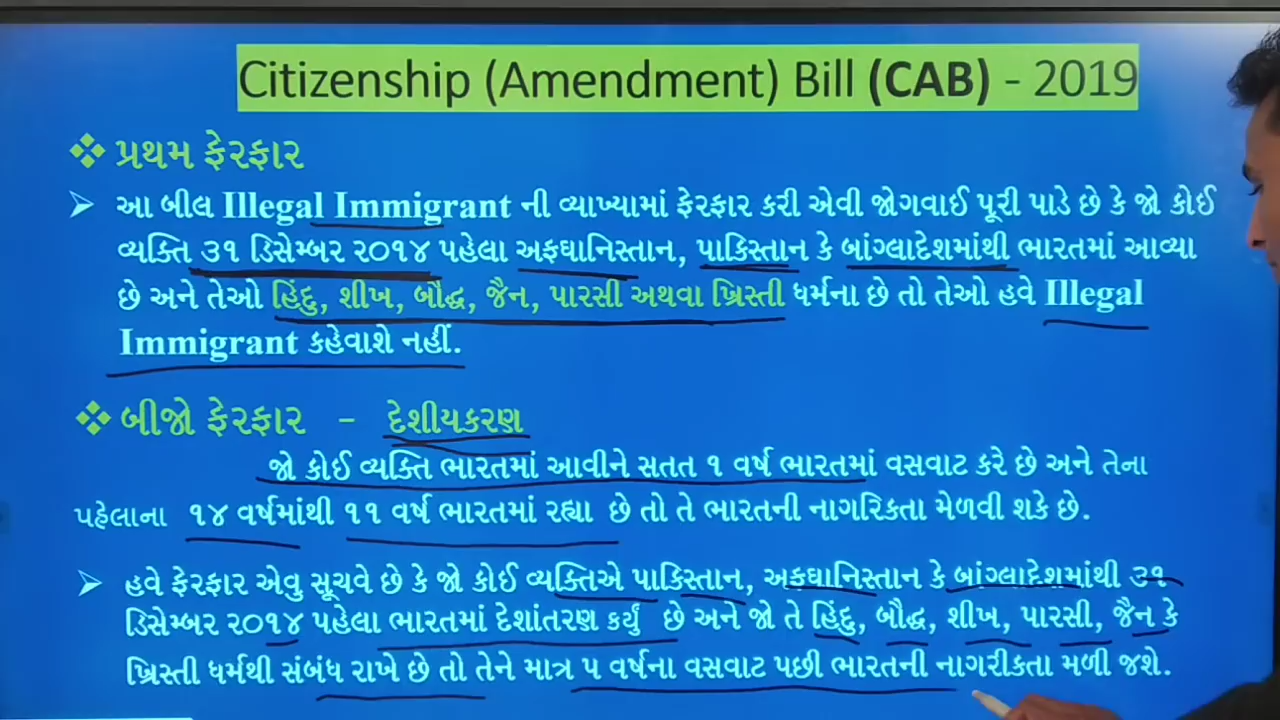 Citizenship (Amendment) Bill (CAB) - 2019
પ્રથમ ફેરફાર
આ બીલ Illegal Immigrant ની વ્યાખ્યામાં ફેરફાર કરી એવી જોગવાઈ પૂરી પાડે છે કે જો કોઈ
વ્યક્તિ ૩૧ ડિસેમ્બર ૨૦૧૪ પહેલા અફઘાનિસ્તાન, પાકિસ્તાન કે બાંગ્લાદેશમાંથી ભારતમાં આવ્યા
છે અને તેઓ હિંદુ, શીખ, બૌદ્ધ, જૈન, પારસી અથવા ખ્રિસ્તી ધર્મના છે તો તેઓ હવે Illegal
Immigrant કહેવાશે નહીં.
બીજો ફેરફાર - દેશીયકરણ
જો કોઈ વ્યક્તિ ભારતમાં આવીને સતત ૧ વર્ષ ભારતમાં વસવાટ કરે છે અને તેના
પહેલાના ૧૪ વર્ષમાંથી ૧૧ વર્ષ ભારતમાં રહ્યા છે તો તે ભારતની નાગરિકતા મેળવી શકે છે.
હવે ફેરફાર એવુ સૂચવે છે કે જો કોઈ વ્યક્તિએ પાકિસ્તાન, અફઘાનિસ્તાન કે બાંગ્લાદેશમાંથી ૩૧
ડિસેમ્બર ૨૦૧૪ પહેલા ભારતમાં દેશાંતરણ કર્યું છે અને જો તે હિંદુ, બૌદ્ધ, શીખ, પારસી, જૈન કે
ખ્રિસ્તી ધર્મથી સંબંધ રાખે છે તો તેને માત્ર ૫ વર્ષના વસવાટ પછી ભારતની નાગરીકતા મળી જશે.